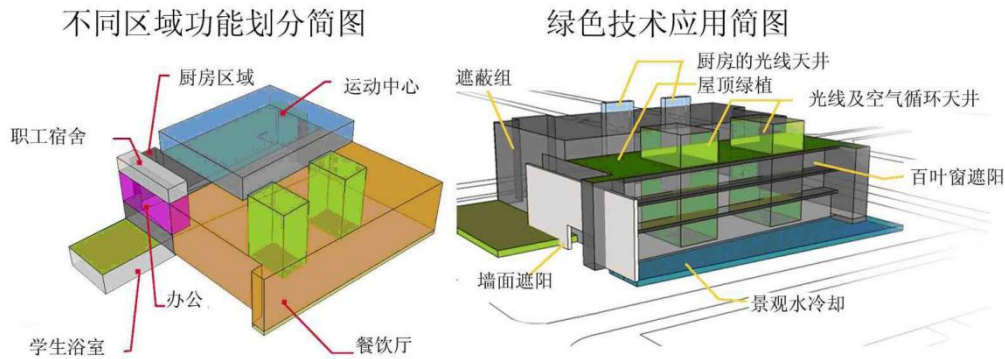 不同区域功能划分简图
绿色技术应用简图
厨房区域
运动中心
职工宿舍
办公
学生浴室
餐饮厅
厨房的光线天井
遮蔽组
屋顶绿植
光线及空气循环天井
百叶窗遮阳
墙面遮阳
景观水冷却